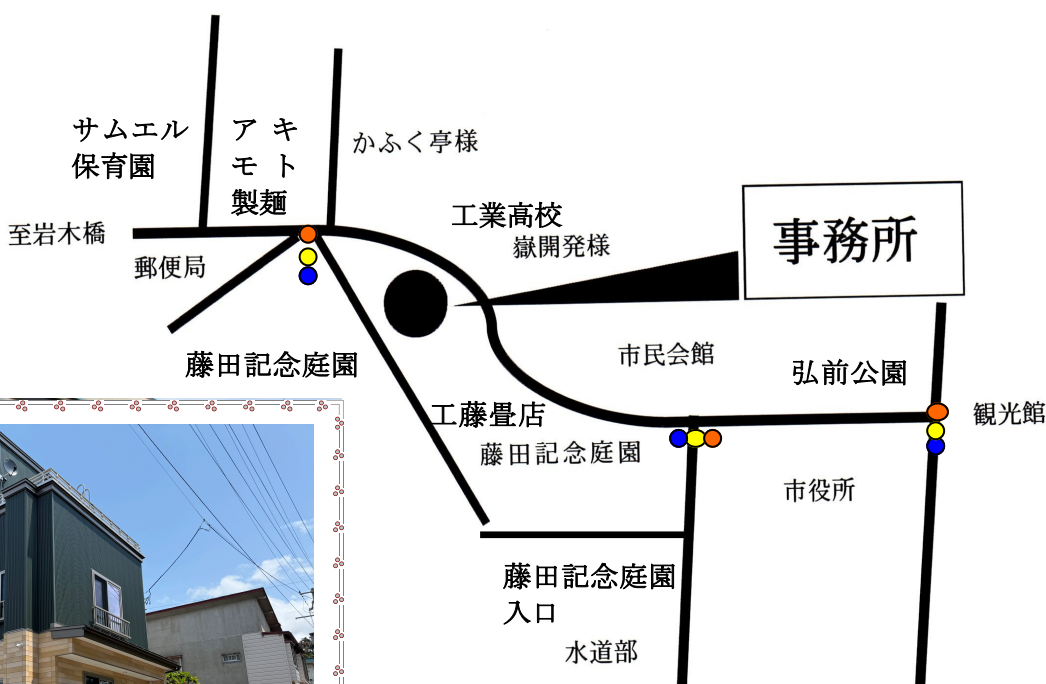 サムエル
保育園
アキ
モト
製麺
かふく亭様
至岩木橋
郵便局
工業高校
嶽開発様
事務所
藤田記念庭園
市民会館
弘前公園
工藤畳店
藤田記念庭園
観光館
市役所
藤田記念庭園
入口
水道部